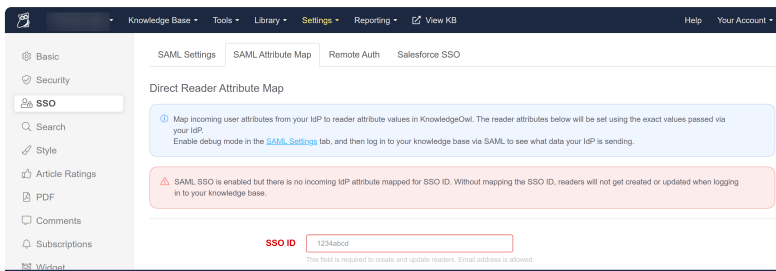 Knowledge Base Tools Library Settings Reporting View KB Help Your Account
Basic
Security
SSO
Search
Style
Article Ratings
PDF
Comments
Subscriptions
Widget
SAML Settings SAML Attribute Map Remote Auth Salesforce SSO
Direct Reader Attribute Map
Map incoming user attributes from your IdP to reader attribute values in KnowledgeOwl. The reader attributes below will be set using the exact values passed via
your IdP.
Enable debug mode in the SAML Settings tab, and then log in to your knowledge base via SAML to see what data your IdP is sending.
SAML SSO is enabled but there is no incoming IdP attribute mapped for SSO ID. Without mapping the SSO ID, readers will not get created or updated when logging
in to your knowledge base.
SSO ID 1234abcd
This field is required to create and update readers. Email address is allowed.